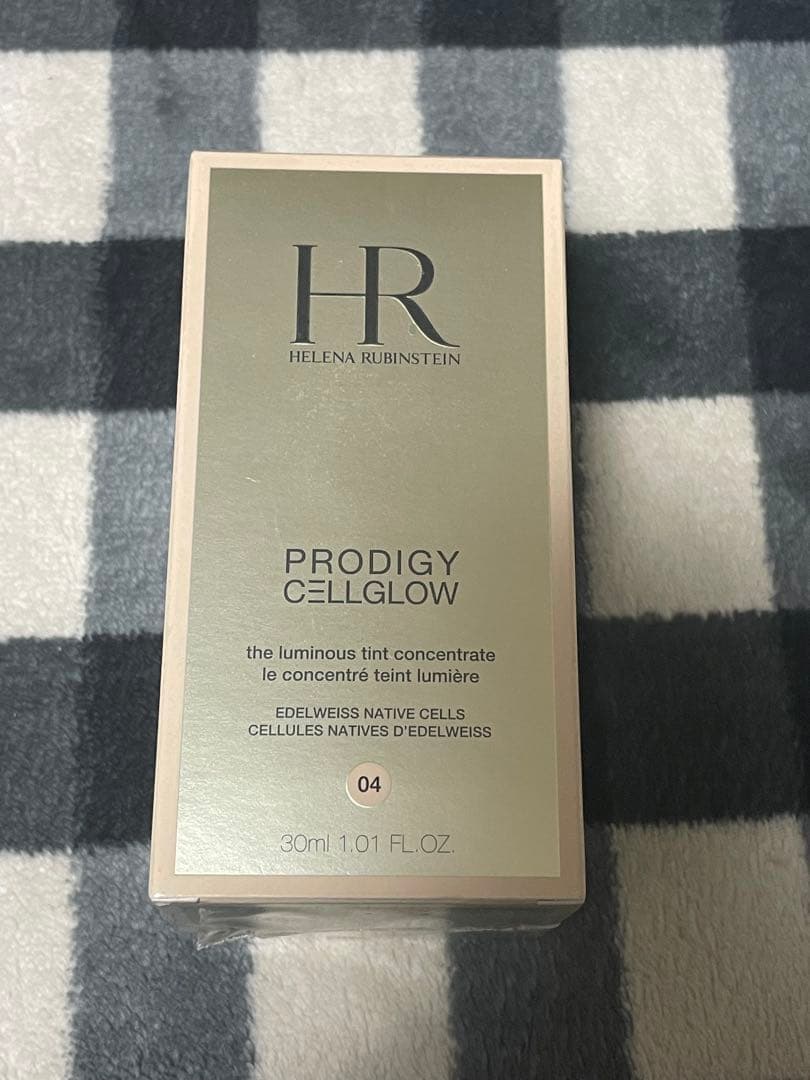 HR
HELENA RUBINSTEIN
PRODIGY
CELLGLOW
the luminous tint concentrate
le concentré teint lumière
EDELWEISS NATIVE CELLS
CELLULES NATIVES D'EDELWEISS
04
30ml 1.01 FL.OZ.